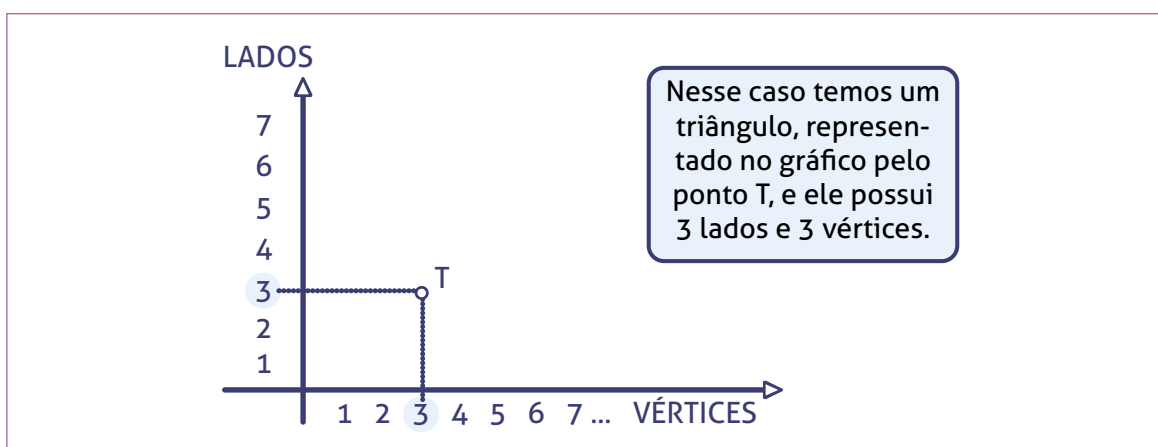 LADOS
7
6
5
4
3
2
1
T
1 2 3 4 5 6 7 ... VÉRTICES
Nesse caso temos um
triângulo, represen-
tado no gráfico pelo
ponto T, e ele possui
3 lados e 3 vértices.